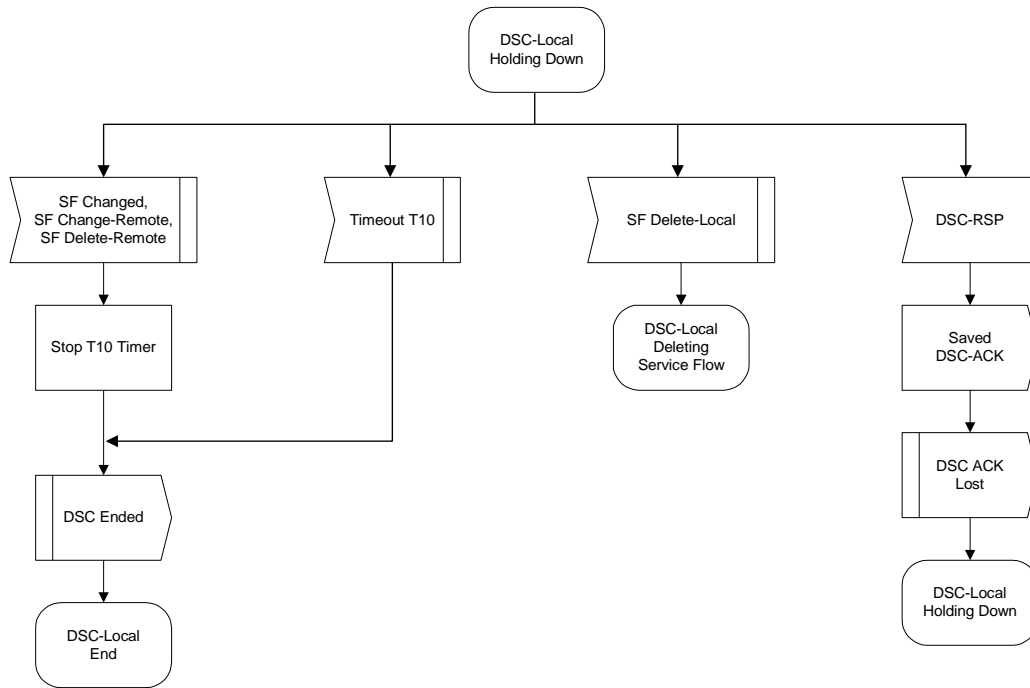 DSC-Local
Holding Down
SF Changed,
SF Change-Remote,
SF Delete-Remote
Timeout T10
SF Delete-Local
DSC-RSP
Stop T10 Timer
DSC-Local
Deleting
Service Flow
Saved
DSC-ACK
DSC Ended
DSC ACK
Lost
DSC-Local
End
DSC-Local
Holding Down